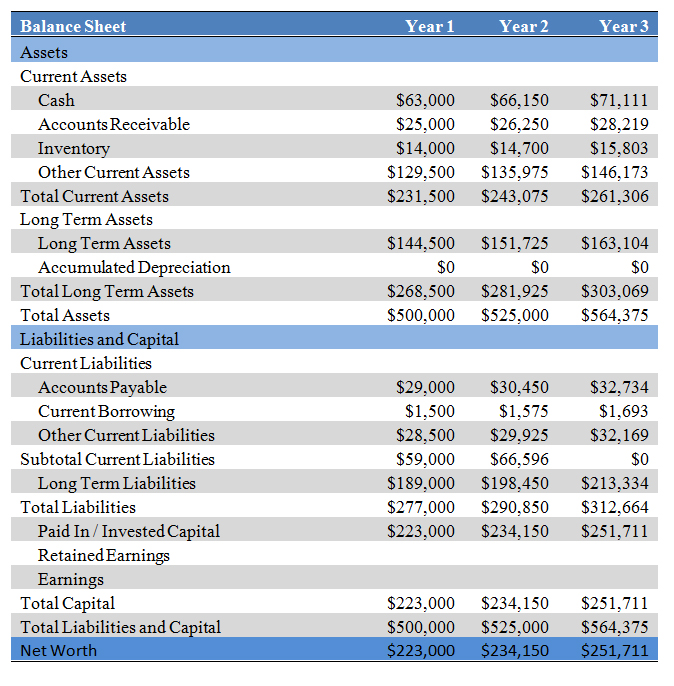 Balance Sheet Year 1 Year 2 Year 3
Assets
Current Assets
Cash $63,000 $66,150 $71,111
Accounts Receivable $25,000 $26,250 $28,219
Inventory $14,000 $14,700 $15,803
Other Current Assets $129,500 $135,975 $146,173
Total Current Assets $231,500 $243,075 $261,306
Long Term Assets
Long Term Assets $144,500 $151,725 $163,104
Accumulated Depreciation $0 $0 $0
Total Long Term Assets $268,500 $281,925 $303,069
Total Assets $500,000 $525,000 $564,375
Liabilities and Capital
Current Liabilities
Accounts Payable $29,000 $30,450 $32,734
Current Borrowing $1,500 $1,575 $1,693
Other Current Liabilities $28,500 $29,925 $32,169
Subtotal Current Liabilities $59,000 $66,596 $0
Long Term Liabilities $189,000 $198,450 $213,334
Total Liabilities $277,000 $290,850 $312,664
Paid In / Invested Capital $223,000 $234,150 $251,711
Retained Earnings
Earnings
Total Capital $223,000 $234,150 $251,711
Total Liabilities and Capital $500,000 $525,000 $564,375
Net Worth $223,000 $234,150 $251,711